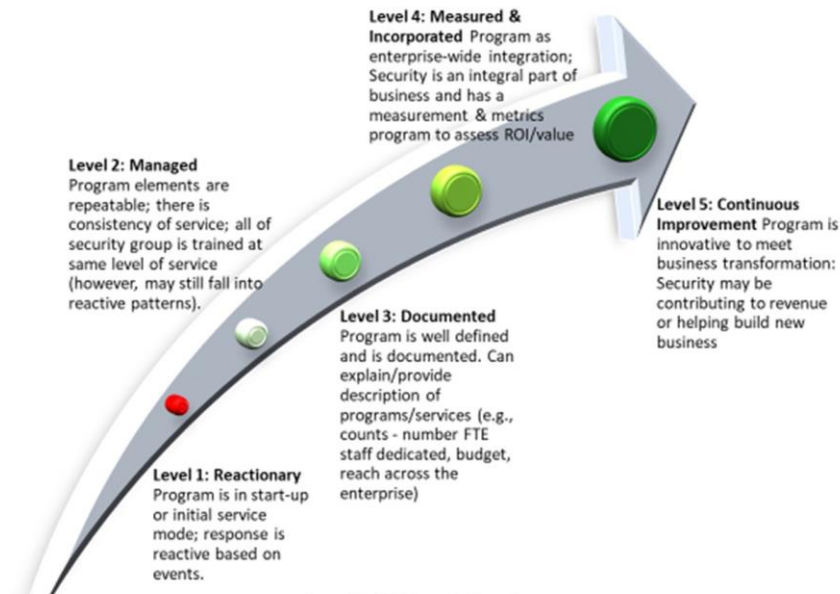 Level 4: Measured &
Incorporated Program as
enterprise-wide integration;
Security is an integral part of
business and has a
measurement & metrics
program to assess ROI/value
Level 2: Managed
Program elements are
repeatable; there is
consistency of service; all of
security group is trained at
same level of service
(however, may still fall into
reactive patterns).
Level 5: Continuous
Improvement Program is
innovative to meet
business transformation:
Security may be
contributing to revenue
or helping build new
business
Level 3: Documented
Program is well defined
and is documented. Can
explain/provide
description of
programs/services (e.g.,
counts - number FTE
staff dedicated, budget,
reach across the
enterprise)
Level 1: Reactionary
Program is in start-up
or initial service
mode; response is
reactive based on
events.